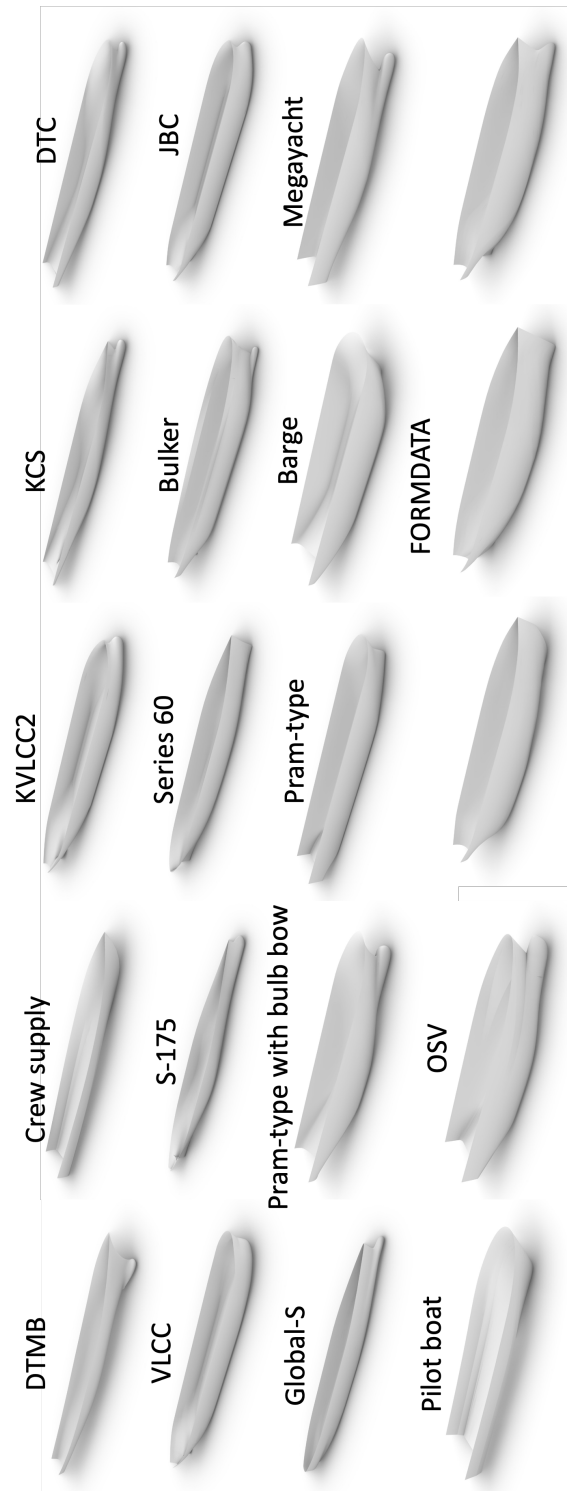 DTMB
Crew supply
KVLCC2
KCS
DTC
VLCC
S-175
Series 60
Bulker
JBC
Global-S
Pram-type with bulb bow
Pram-type
Barge
Megayacht
Pilot boat
OSV
FORMDATA